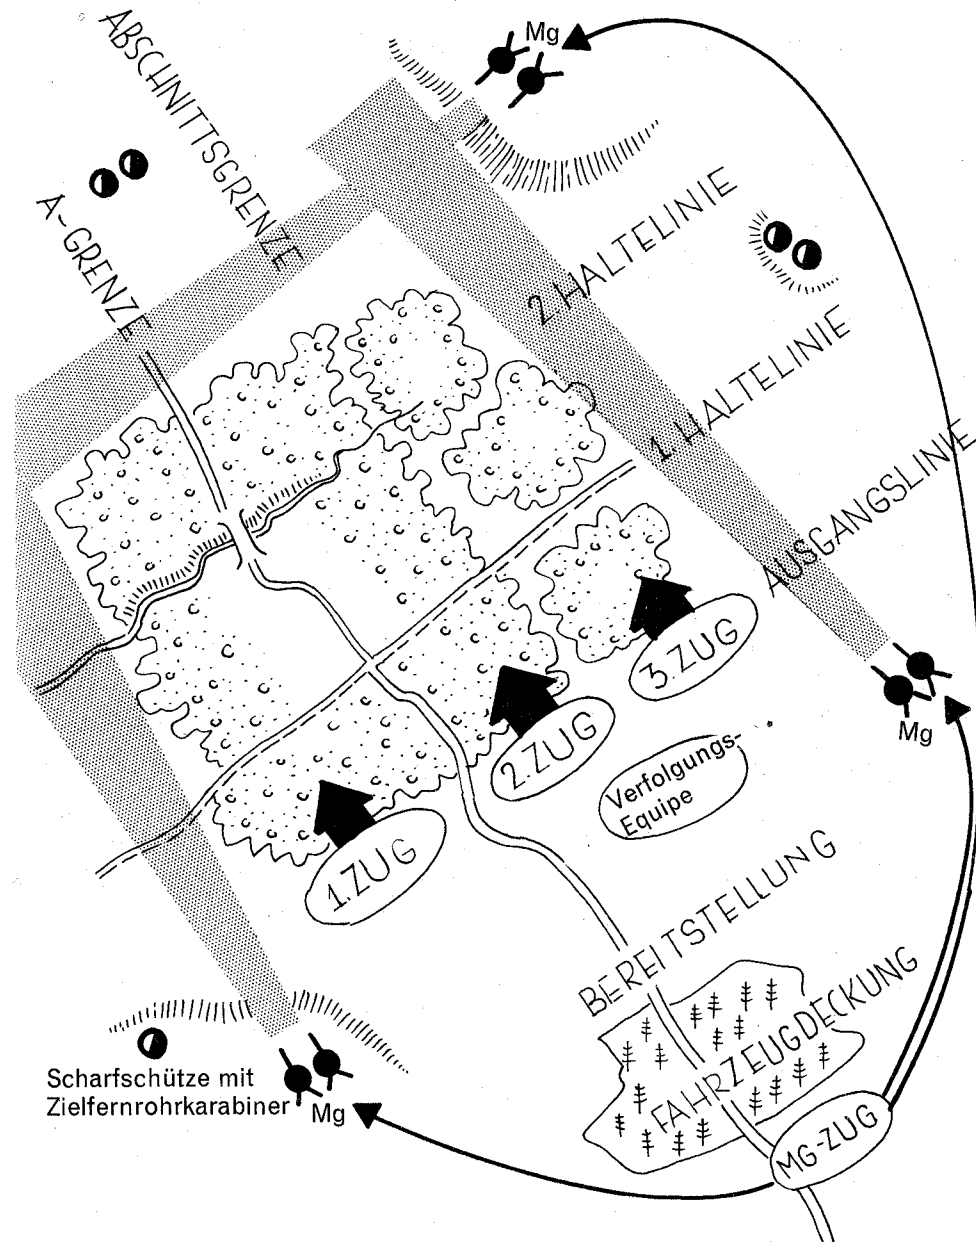 Mg
ABSCHNITTSGRENZE
A-GRENZE
2 HALTELINIE
1 HALTELINIE
AUSGANGSLINIE
3. ZUG
2. ZUG
1. ZUG
Mg
Verfolgungs-
Equipe
BEREITSTELLUNG
FAHRZEUGDECKUNG
Scharfschütze mit
Zielfernrohrkarabiner
Mg
MG-ZUG